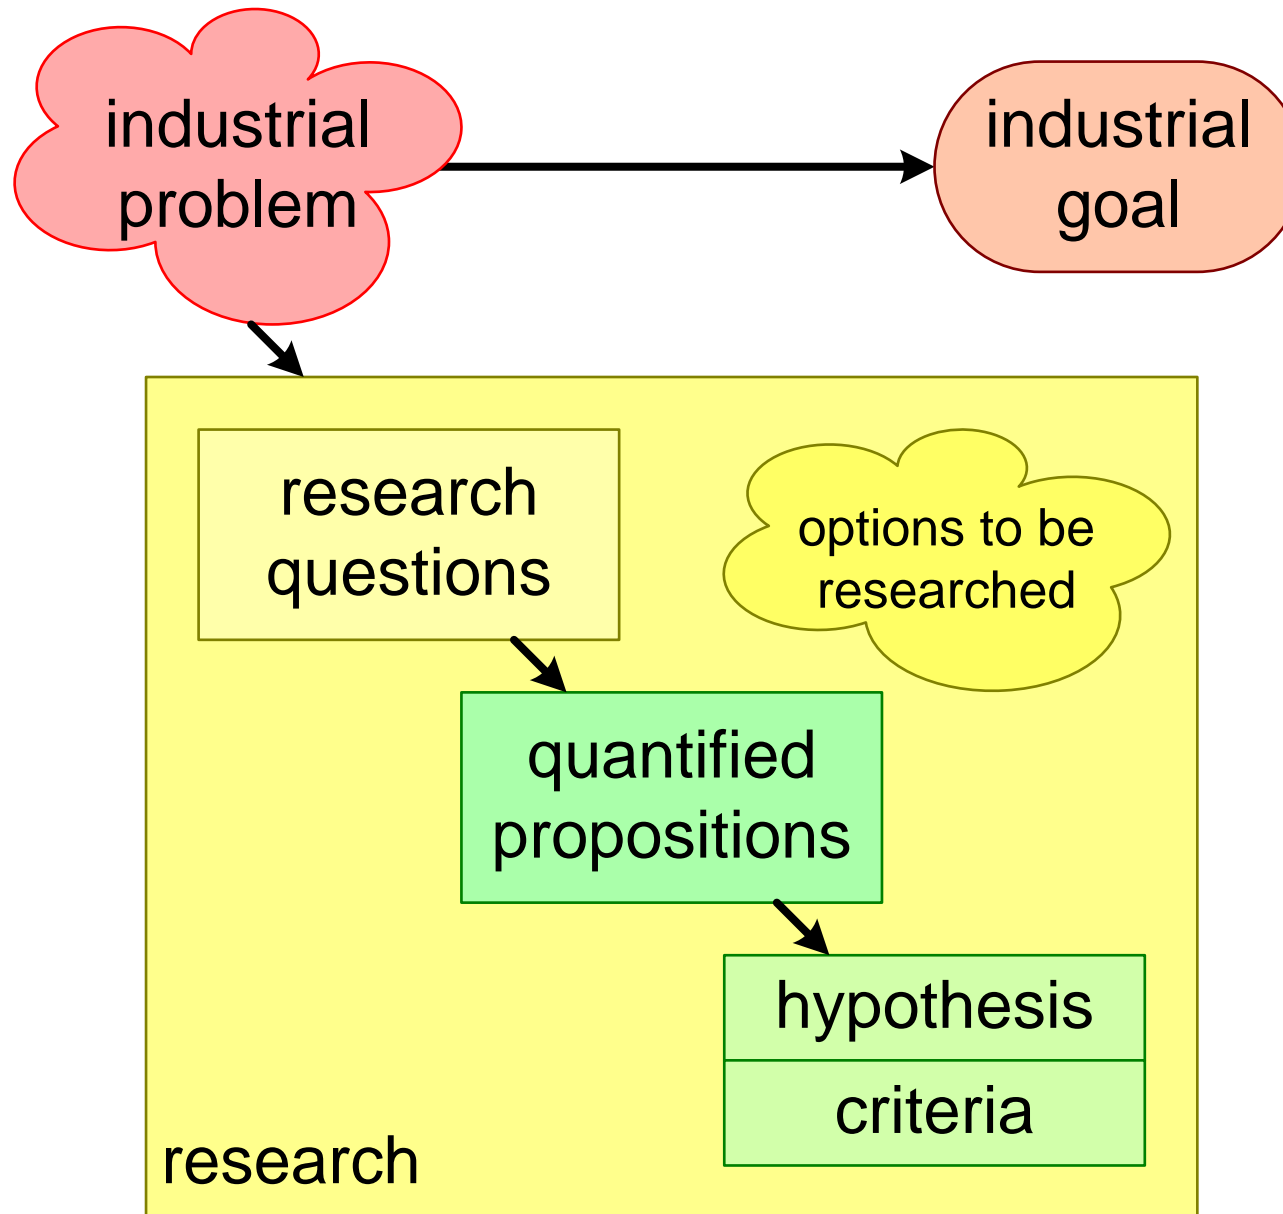 industrial
problem
industrial
goal
research
questions
options to be
researched
quantified
propositions
hypothesis
criteria
research